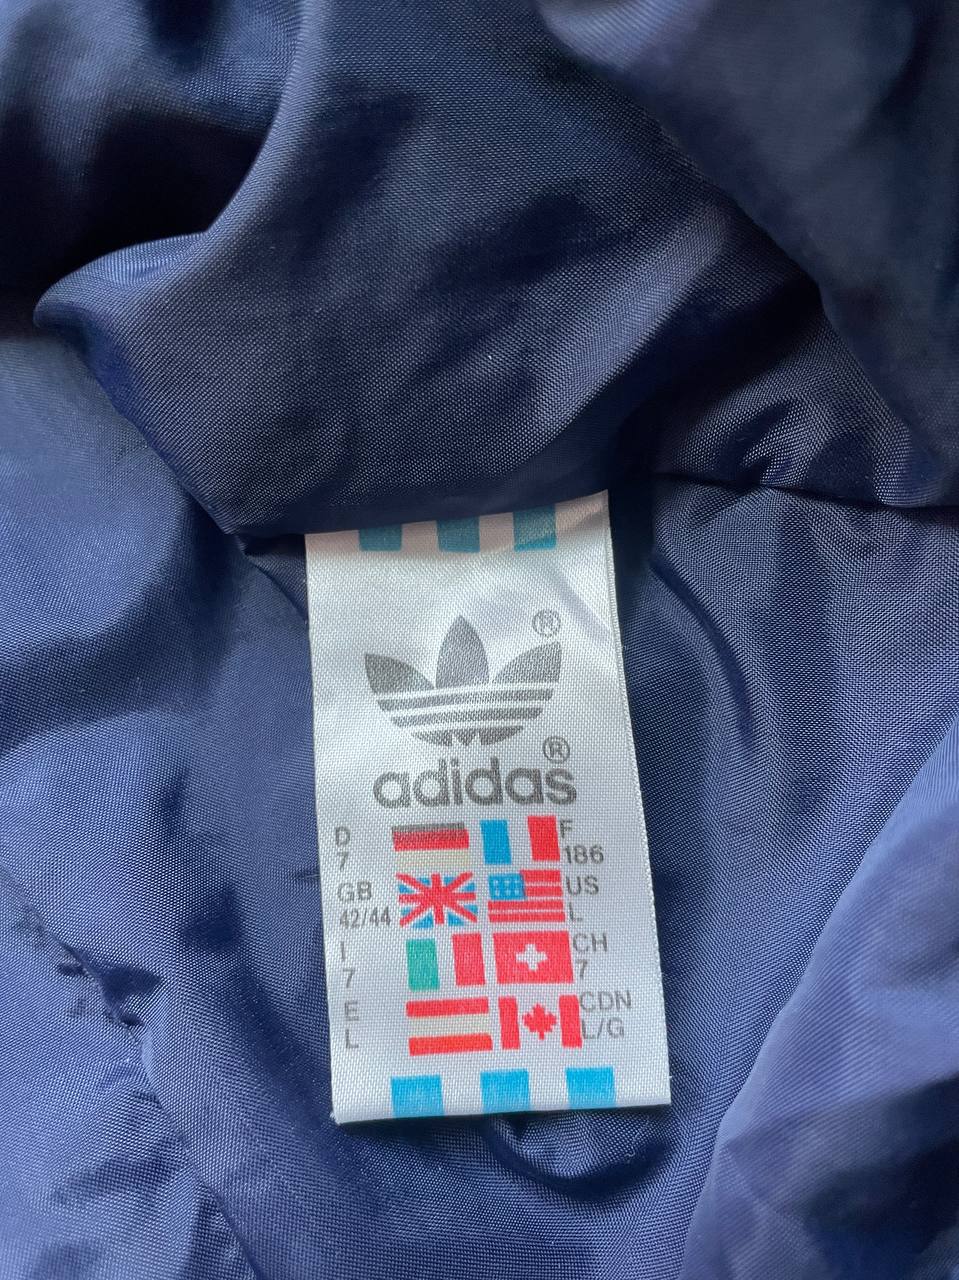 ®
®
adidas
D F
7 186
GB US
42/44 L
I CH
7 7
E CDN
L L/G